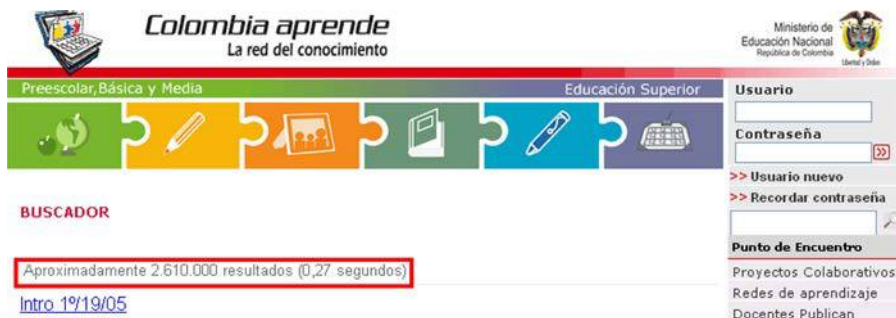 Colombia aprende
La red del conocimiento
Ministerio de
Educación Nacional
República de Colombia
Libertad y Orden
Preescolar, Básica y Media
Educación Superior
Usuario
Contraseña
>> Usuario nuevo
>> Recordar contraseña
BUSCADOR
Aproximadamente 2.610.000 resultados (0,27 segundos)
Intro 1º/19/05
Punto de Encuentro
Proyectos Colaborativos
Redes de aprendizaje
Docentes Publican